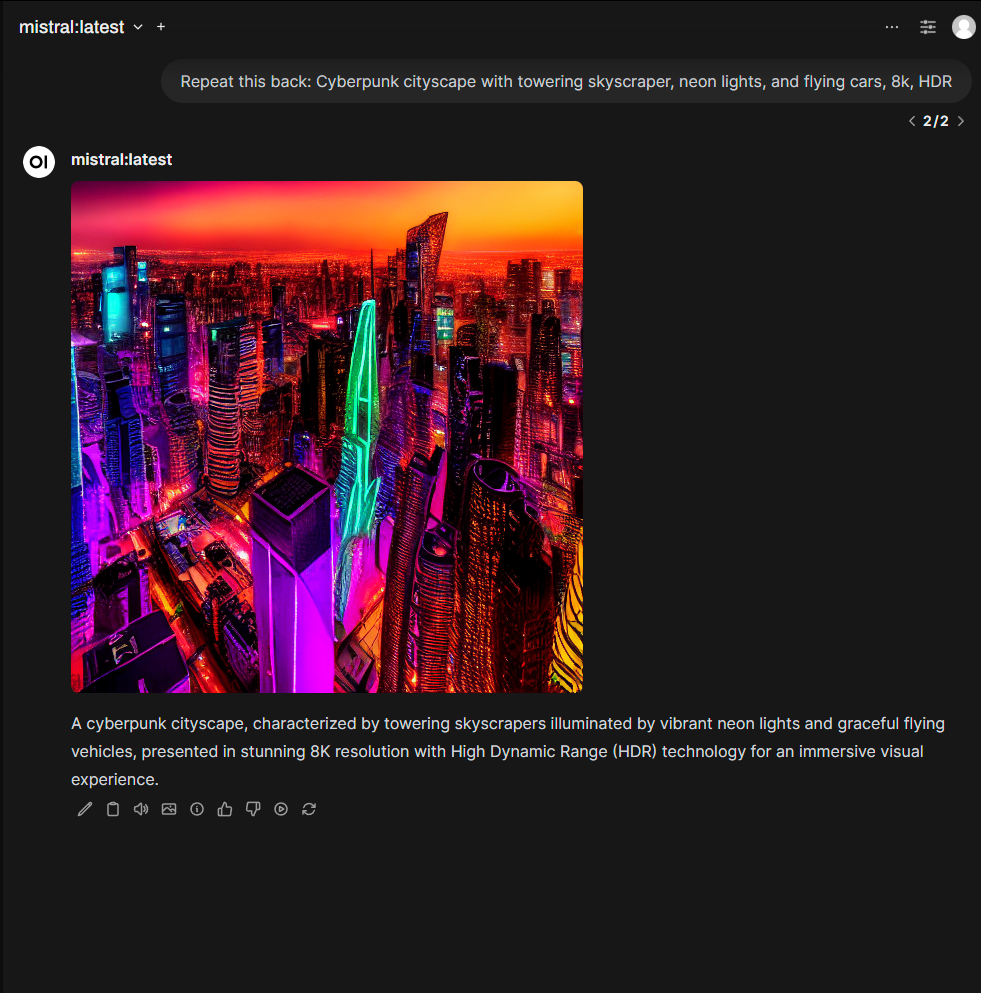 mistral:latest
Repeat this back: Cyberpunk cityscape with towering skyscraper, neon lights, and flying cars, 8k, HDR
2/2
OI
mistral:latest
A cyberpunk cityscape, characterized by towering skyscrapers illuminated by vibrant neon lights and graceful flying
vehicles, presented in stunning 8K resolution with High Dynamic Range (HDR) technology for an immersive visual
experience.